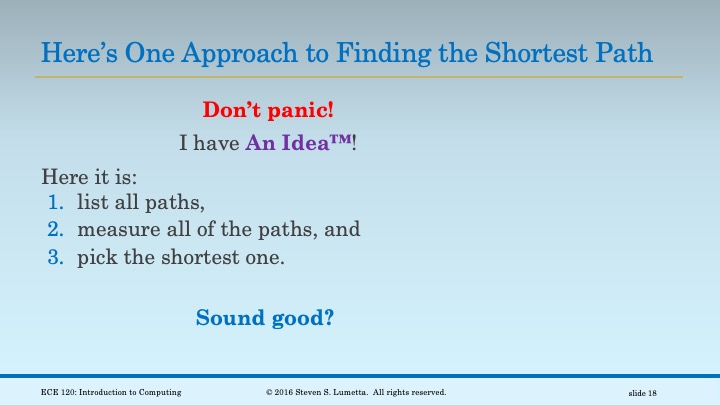 Here’s One Approach to Finding the Shortest Path
Don’t panic!
I have An Idea™!
Here it is:
1. list all paths,
2. measure all of the paths, and
3. pick the shortest one.
Sound good?
ECE 120: Introduction to Computing
© 2016 Steven S. Lumetta. All rights reserved.
slide 18